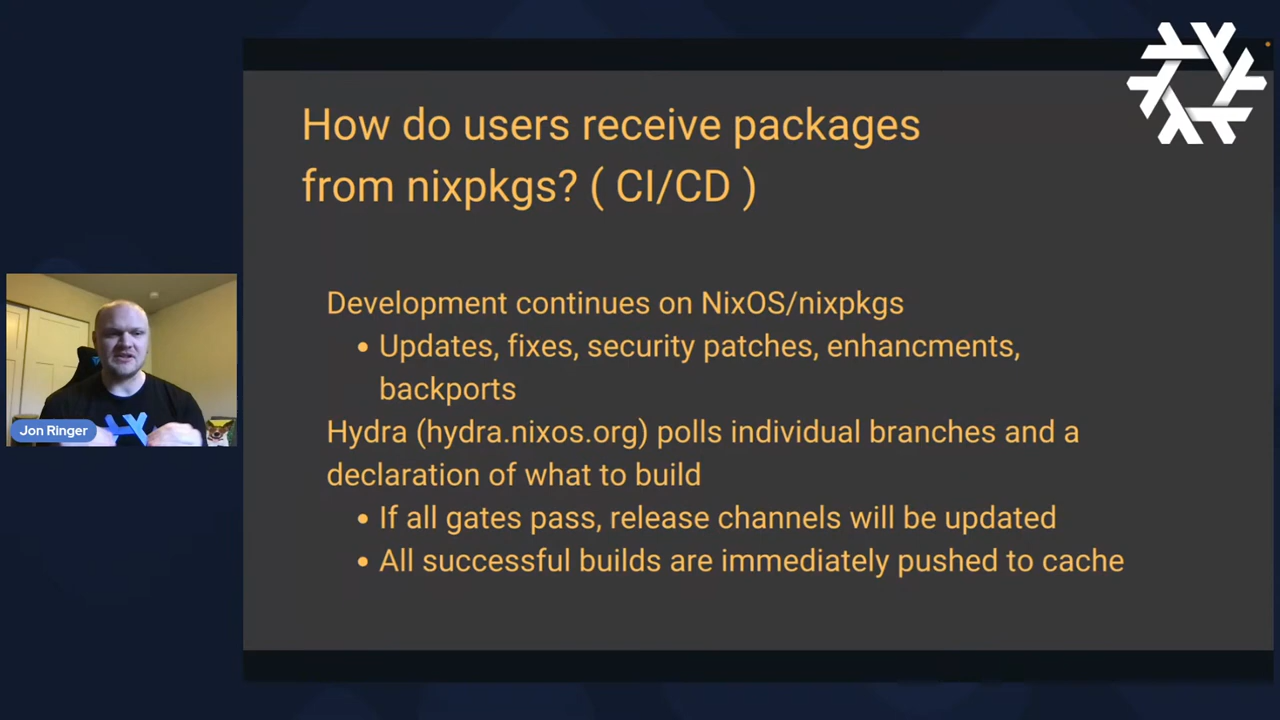 How do users receive packages
from nixpkgs? ( CI/CD )
Development continues on NixOS/nixpkgs
• Updates, fixes, security patches, enhancments,
backports
Hydra (hydra.nixos.org) polls individual branches and a
declaration of what to build
• If all gates pass, release channels will be updated
• All successful builds are immediately pushed to cache
Jon Ringer